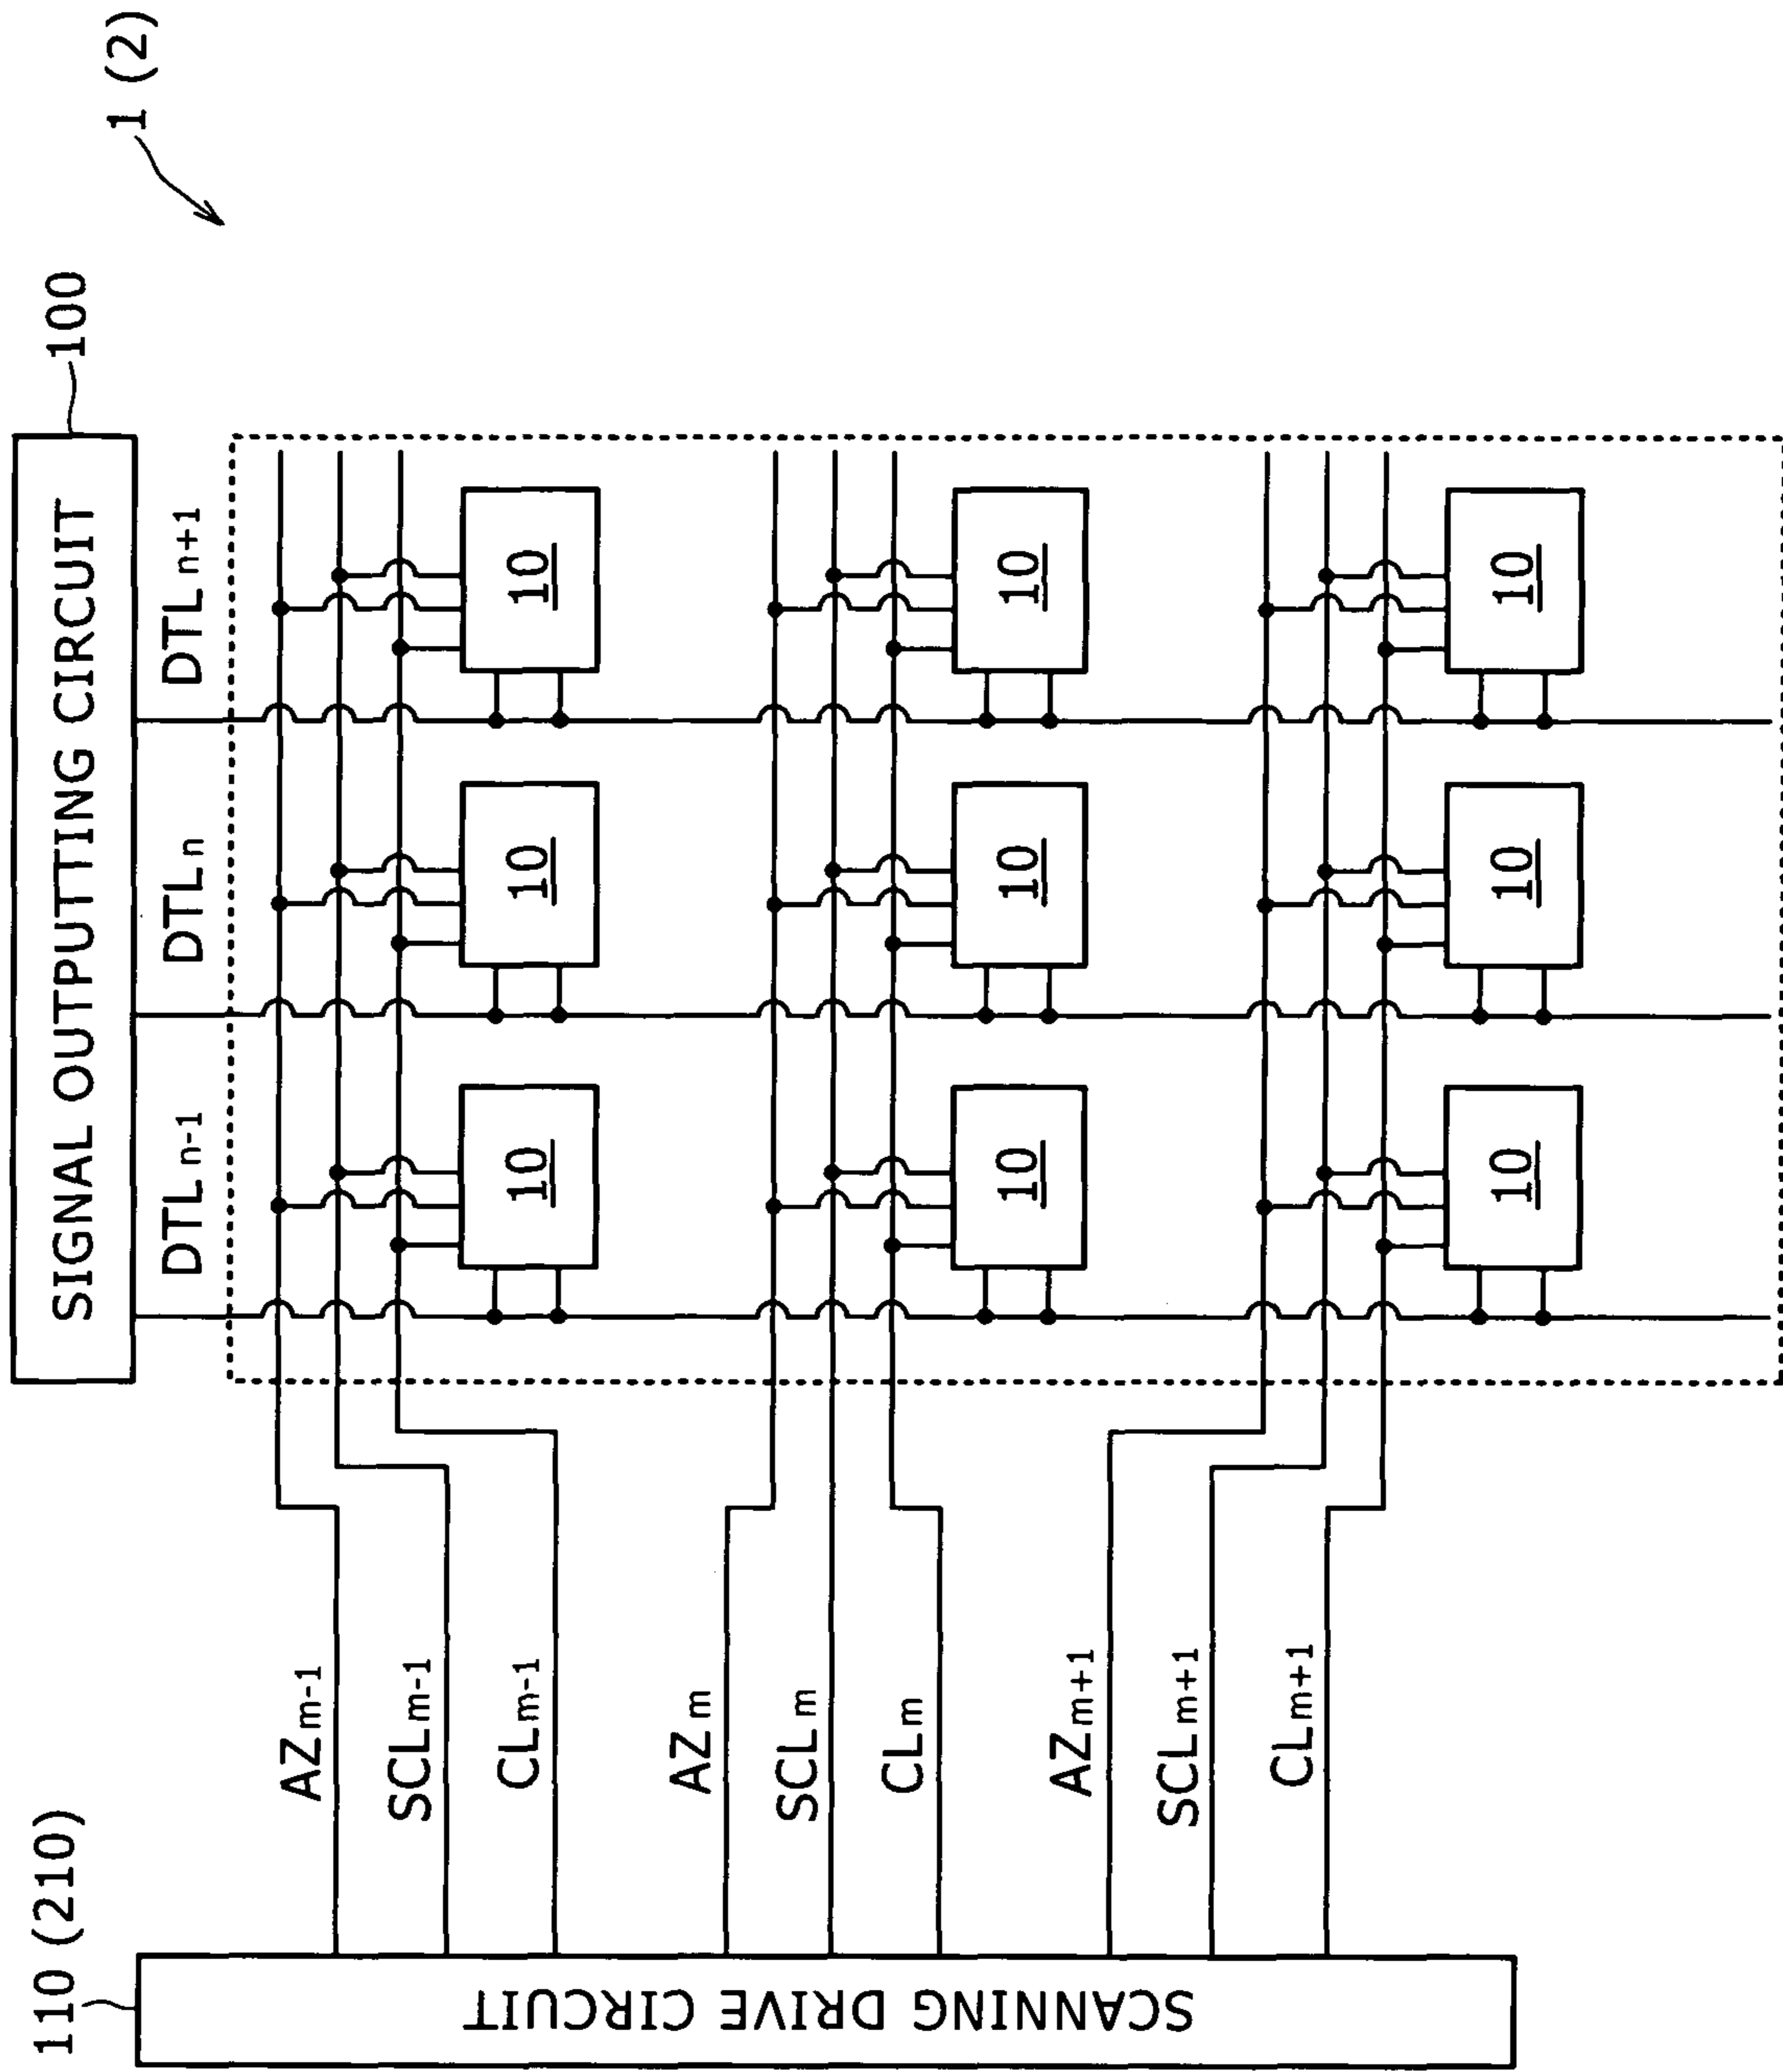 1 (2)
100
SIGNAL OUTPUTTING CIRCUIT
DTLn-1
DTLn
DTLn+1
110 (210)
SCANNING DRIVE CIRCUIT
AZm-1
SCLm-1
CLm-1
AZm
SCLm
CLm
AZm+1
SCLm+1
CLm+1
10
10
10
10
10
10
10
10
10